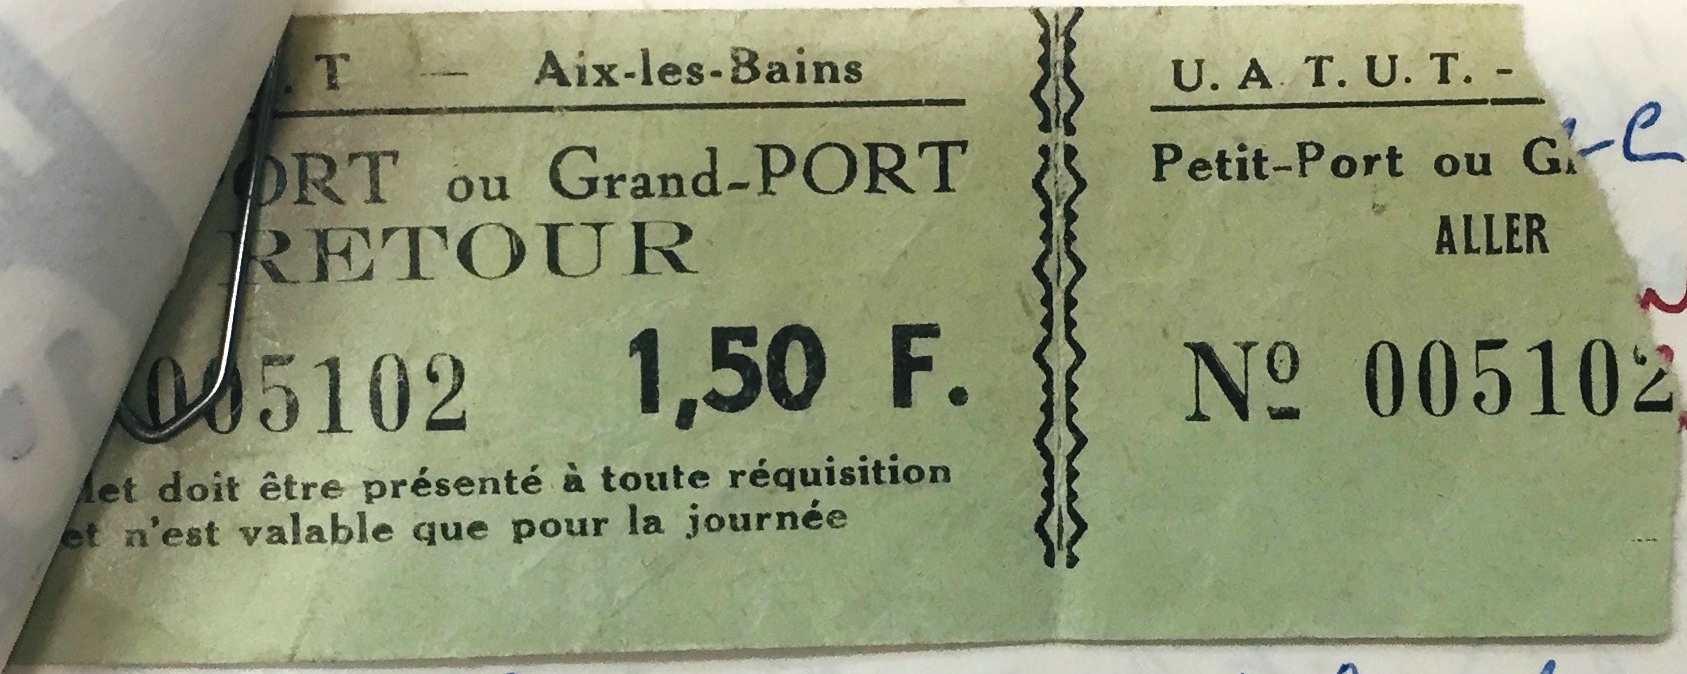 . T — Aix-les-Bains
ORT ou Grand-PORT
RETOUR
005102 1,50 F.
let doit être présenté à toute réquisition
et n'est valable que pour la journée
U. A. T. U. T. -
Petit-Port ou Gr
ALLER
Nº 005102